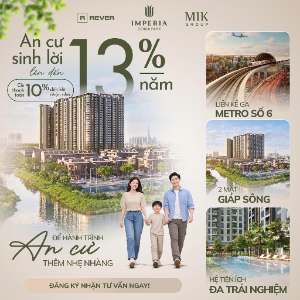 REVER
IMPERIA
MIK
GROUP
An cư
sinh lời
lên đến
13%
năm
10%
LIỀN KỀ GA
METRO SỐ 6
2 MẶT
GIÁP SÔNG
ĐỂ HÀNH TRÌNH
An cư
THÊM NHẸ NHÀNG
HỆ TIỆN ÍCH
ĐA TRẢI NGHIỆM
ĐĂNG KÝ NHẬN TƯ VẤN NGAY!